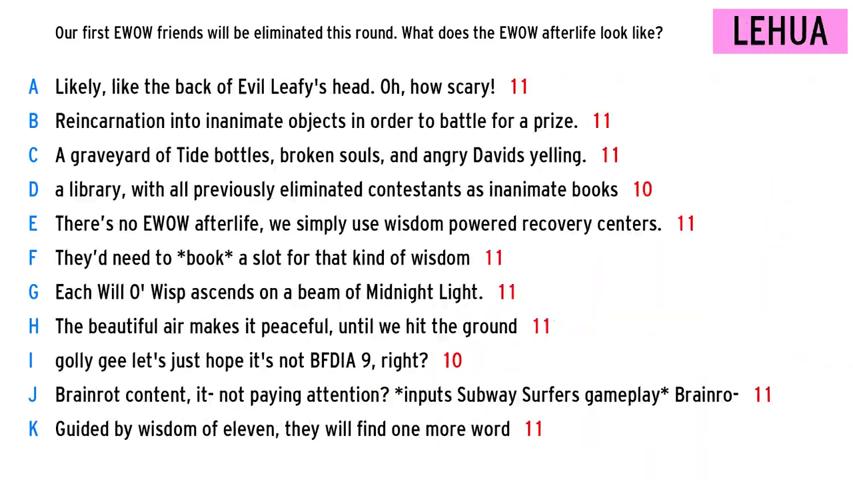 Our first EWOW friends will be eliminated this round. What does the EWOW afterlife look like?
LEHUA
A Likely, like the back of Evil Leafy's head. Oh, how scary! 11
B Reincarnation into inanimate objects in order to battle for a prize. 11
C A graveyard of Tide bottles, broken souls, and angry Davids yelling. 11
D a library, with all previously eliminated contestants as inanimate books 10
E There's no EWOW afterlife, we simply use wisdom powered recovery centers. 11
F They'd need to *book* a slot for that kind of wisdom 11
G Each Will O' Wisp ascends on a beam of Midnight Light. 11
H The beautiful air makes it peaceful, until we hit the ground 11
I golly gee let's just hope it's not BFDIA 9, right? 10
J Brainrot content, it- not paying attention? *inputs Subway Surfers gameplay* Brainro- 11
K Guided by wisdom of eleven, they will find one more word 11